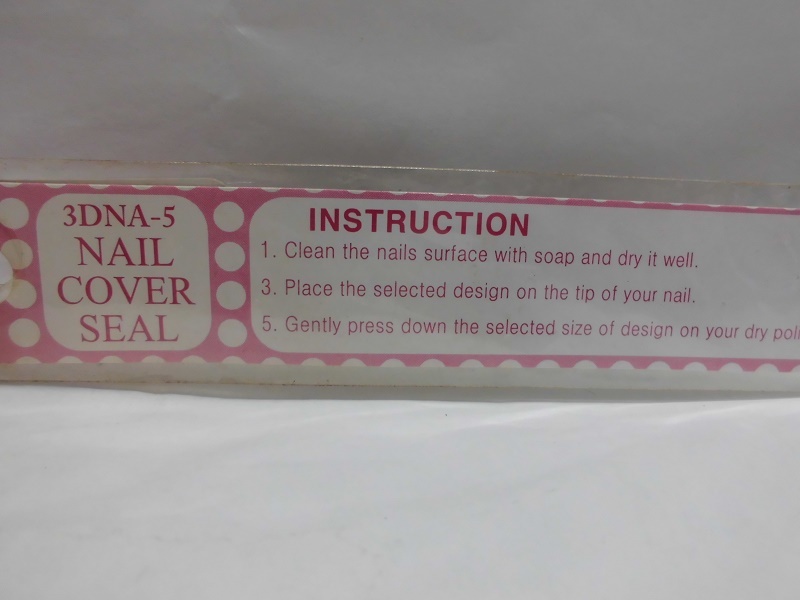 3DNA-5
NAIL
COVER
SEAL
INSTRUCTION
1. Clean the nails surface with soap and dry it well.
3. Place the selected design on the tip of your nail.
5. Gently press down the selected size of design on your dry